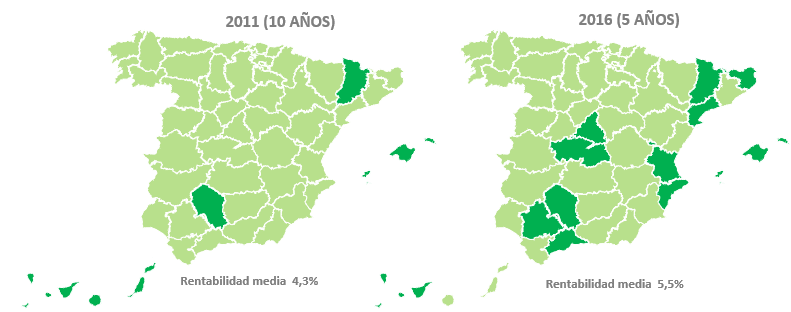 2011 (10 AÑOS)
2016 (5 AÑOS)
Rentabilidad media 4,3%
Rentabilidad media 5,5%